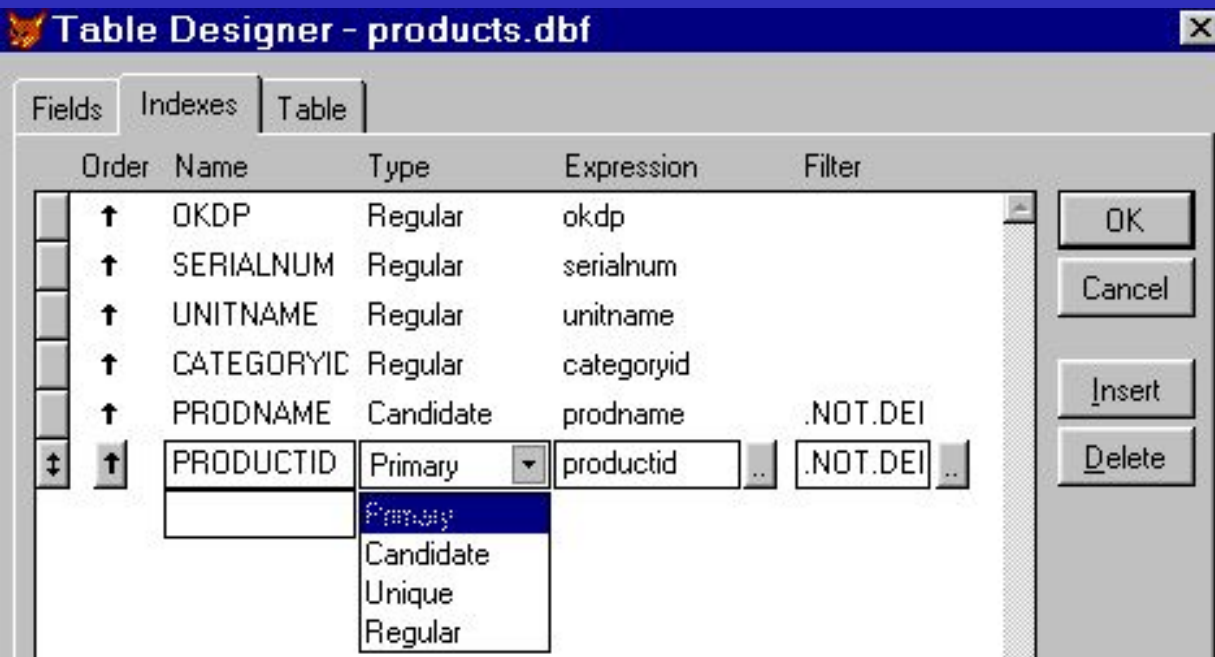 Table Designer - products.dbf
Fields Indexes Table
Order Name Type Expression Filter
OKDP Regular okdp
SERIALNUM Regular serialnum
UNITNAME Regular unitname
CATEGORYID Regular categoryid
PRODNAME Candidate prodname .NOT.DEI
PRODUCTID Primary productid .. .NOT.DEI ..
Primary
Candidate
Unique
Regular
OK
Cancel
Insert
Delete